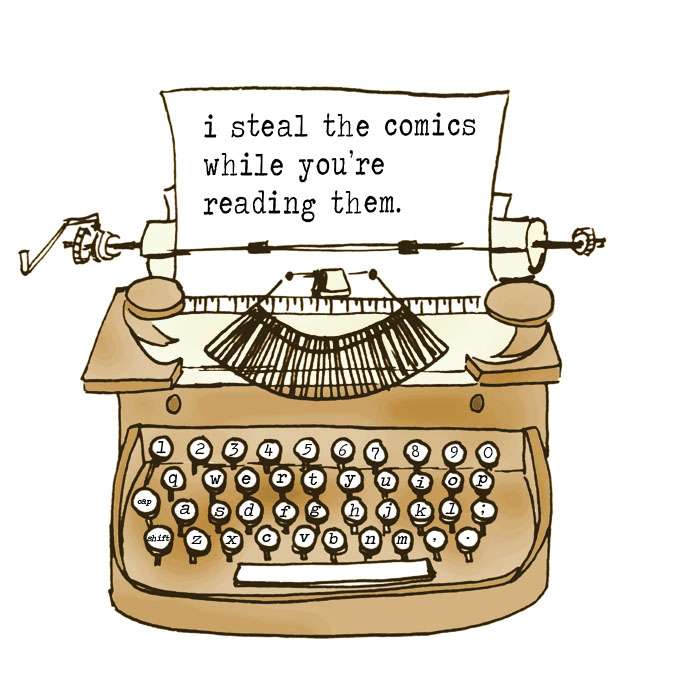 i steal the comics
while you're
reading them.
1 2 3 4 5 6 7 8 9 0
q w e r t y u i o p
cap a s d f g h j k l ;
shift z x c v b n m , .